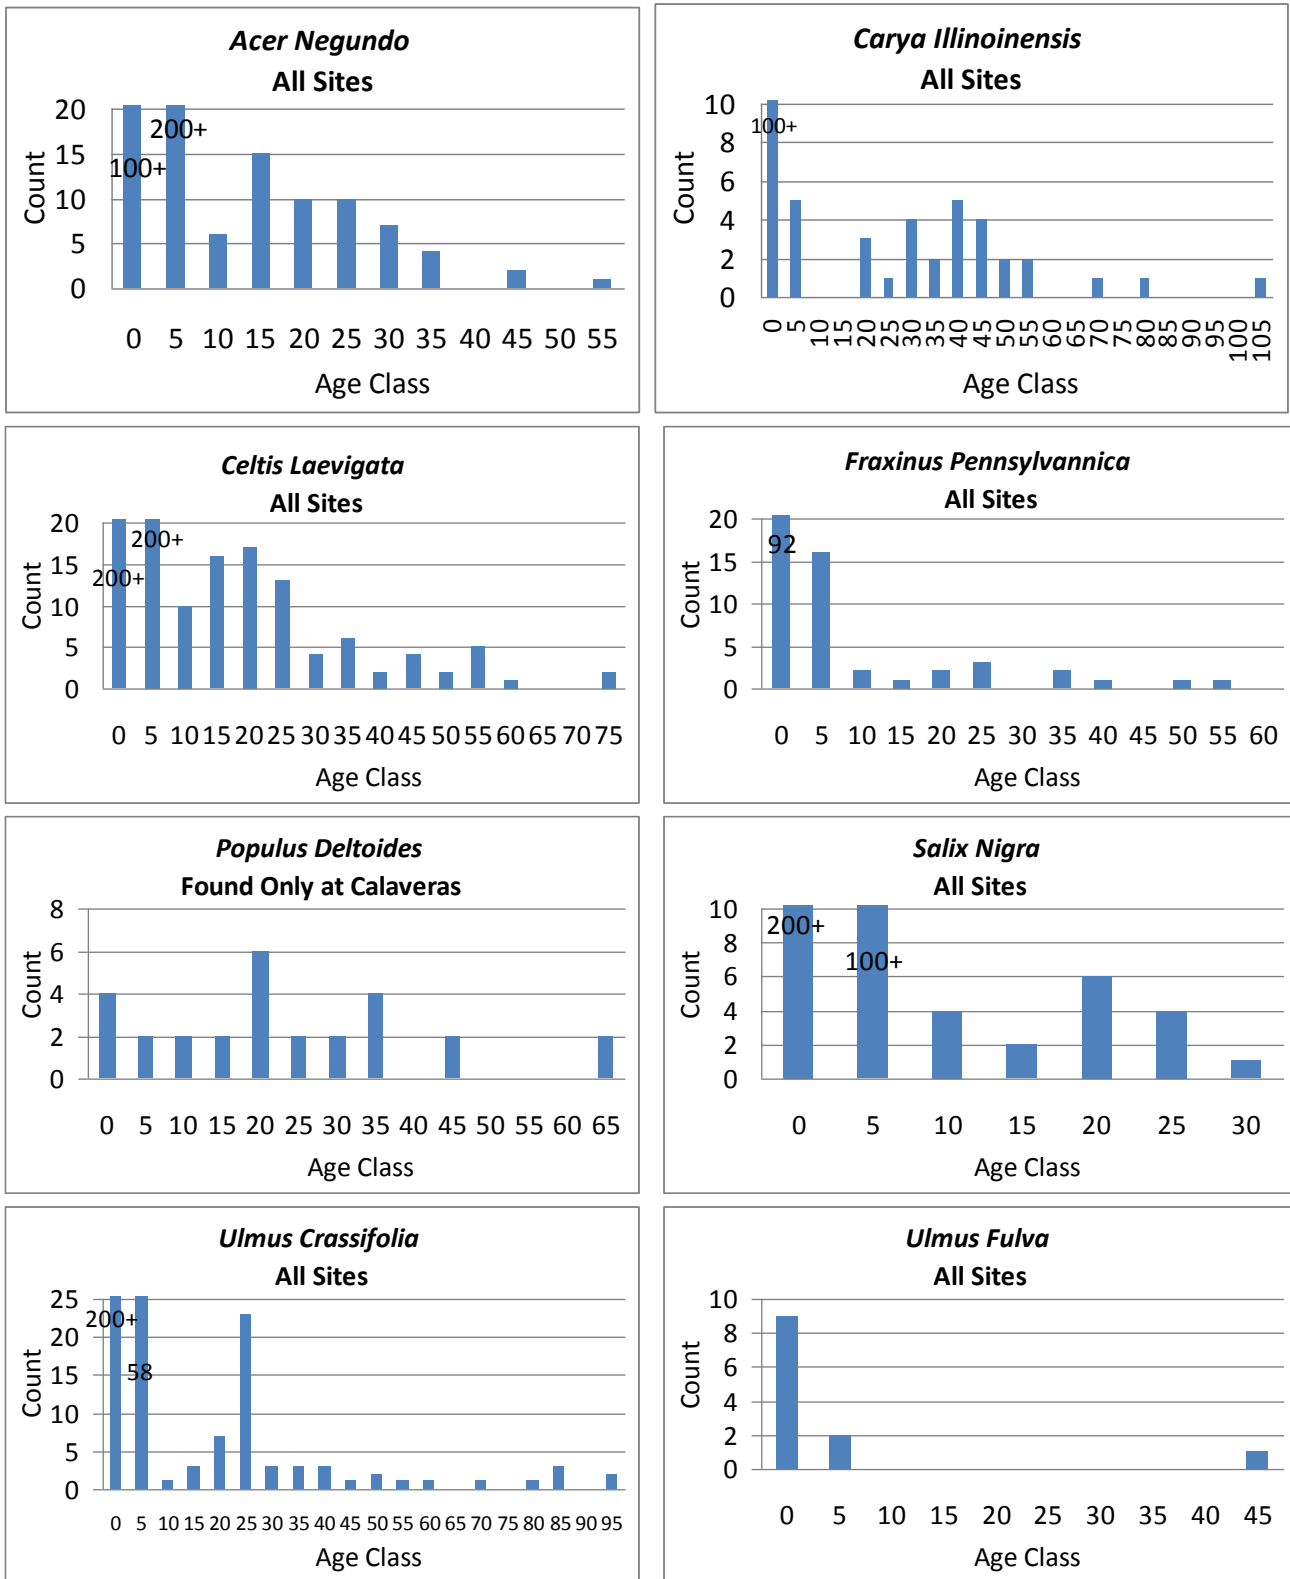 Acer Negundo
All Sites
20
15
10
5
0
Count
100+
200+
0 5 10 15 20 25 30 35 40 45 50 55
Age Class
Carya Illinoinensis
All Sites
10
8
6
4
2
0
Count
100+
0 5 10 15 20 25 30 35 40 45 50 55 60 65 70 75 80 85 90 95 100 105
Age Class
Celtis Laevigata
All Sites
20
15
10
5
0
Count
200+
200+
0 5 10 15 20 25 30 35 40 45 50 55 60 65 70 75
Age Class
Fraxinus Pennsylvannica
All Sites
20
15
10
5
0
Count
92
0 5 10 15 20 25 30 35 40 45 50 55 60
Age Class
Populus Deltoides
Found Only at Calaveras
8
6
4
2
0
Count
0 5 10 15 20 25 30 35 40 45 50 55 60 65
Age Class
Salix Nigra
All Sites
10
8
6
4
2
0
Count
200+
100+
0 5 10 15 20 25 30
Age Class
Ulmus Crassifolia
All Sites
25
20
15
10
5
0
Count
200+
58
0 5 10 15 20 25 30 35 40 45 50 55 60 65 70 75 80 85 90 95
Age Class
Ulmus Fulva
All Sites
10
8
6
4
2
0
Count
0 5 10 15 20 25 30 35 40 45
Age Class